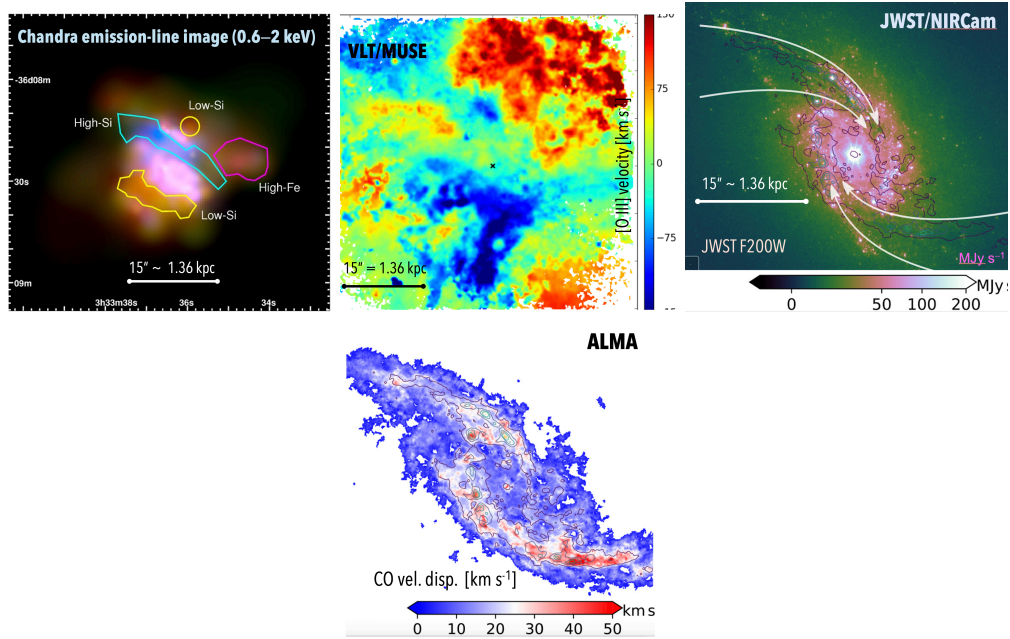 Chandra emission-line image (0.6–2 keV)
-36d08m
Low-Si
High-Si
30s
High-Fe
Low-Si
15″ ~ 1.36 kpc
09m
3h33m38s
36s
34s
VLT/MUSE
150
75
0
−75
[O III] velocity [km s⁻¹]
15″ = 1.36 kpc
JWST/NIRCam
15″ ~ 1.36 kpc
JWST F200W
MJy s⁻¹
MJy s
0
50
100
200
ALMA
CO vel. disp. [km s⁻¹]
km s
0
10
20
30
40
50